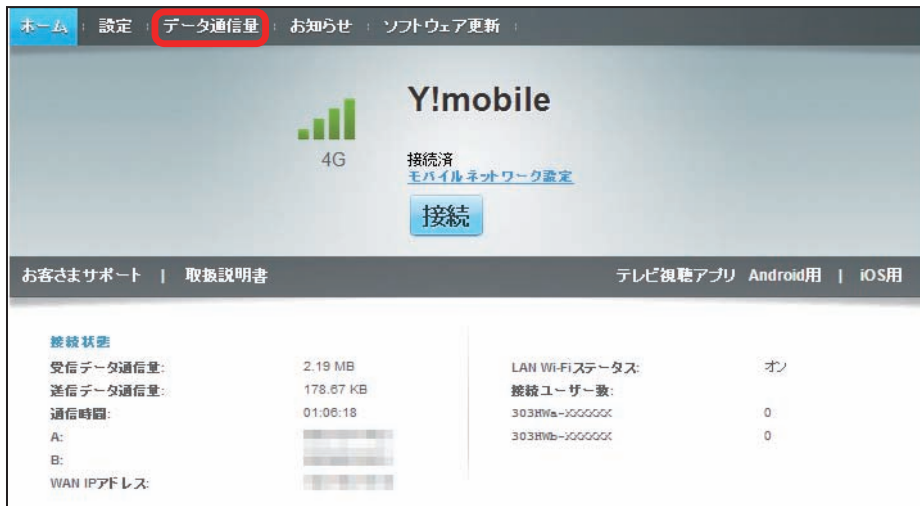 ホーム 設定 データ通信量 お知らせ ソフトウェア更新
Y!mobile
4G
接続済
モバイルネットワーク設定
接続
お客さまサポート | 取扱説明書 テレビ視聴アプリ Android用 | iOS用
接続状態
受信データ通信量: 2.19 MB
送信データ通信量: 178.67 KB
通信時間: 01:06:18
A:
B:
WAN IPアドレス:
LAN Wi-Fiステータス: オン
接続ユーザー数:
303HWa-XXXXXX 0
303HWb-XXXXXX 0